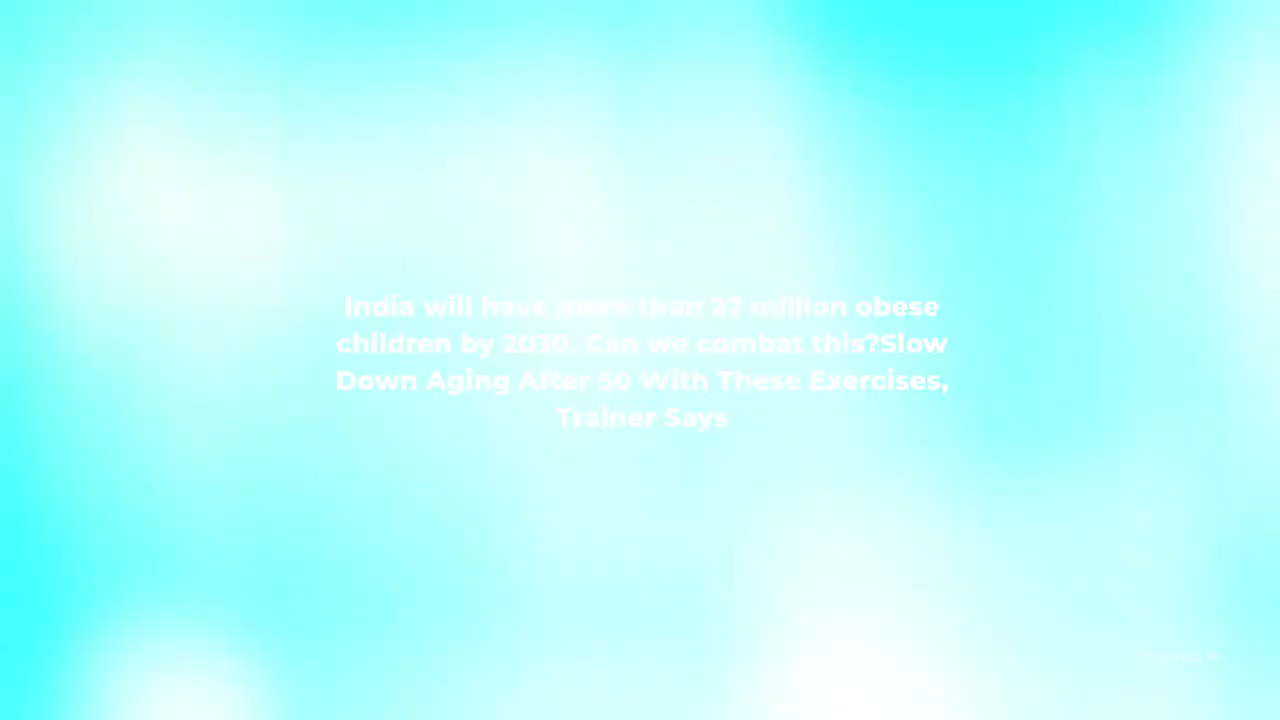 India will have more than 27 million obese
children by 2030. Can we combat this?Slow
Down Aging After 50 With These Exercises,
Trainer Says